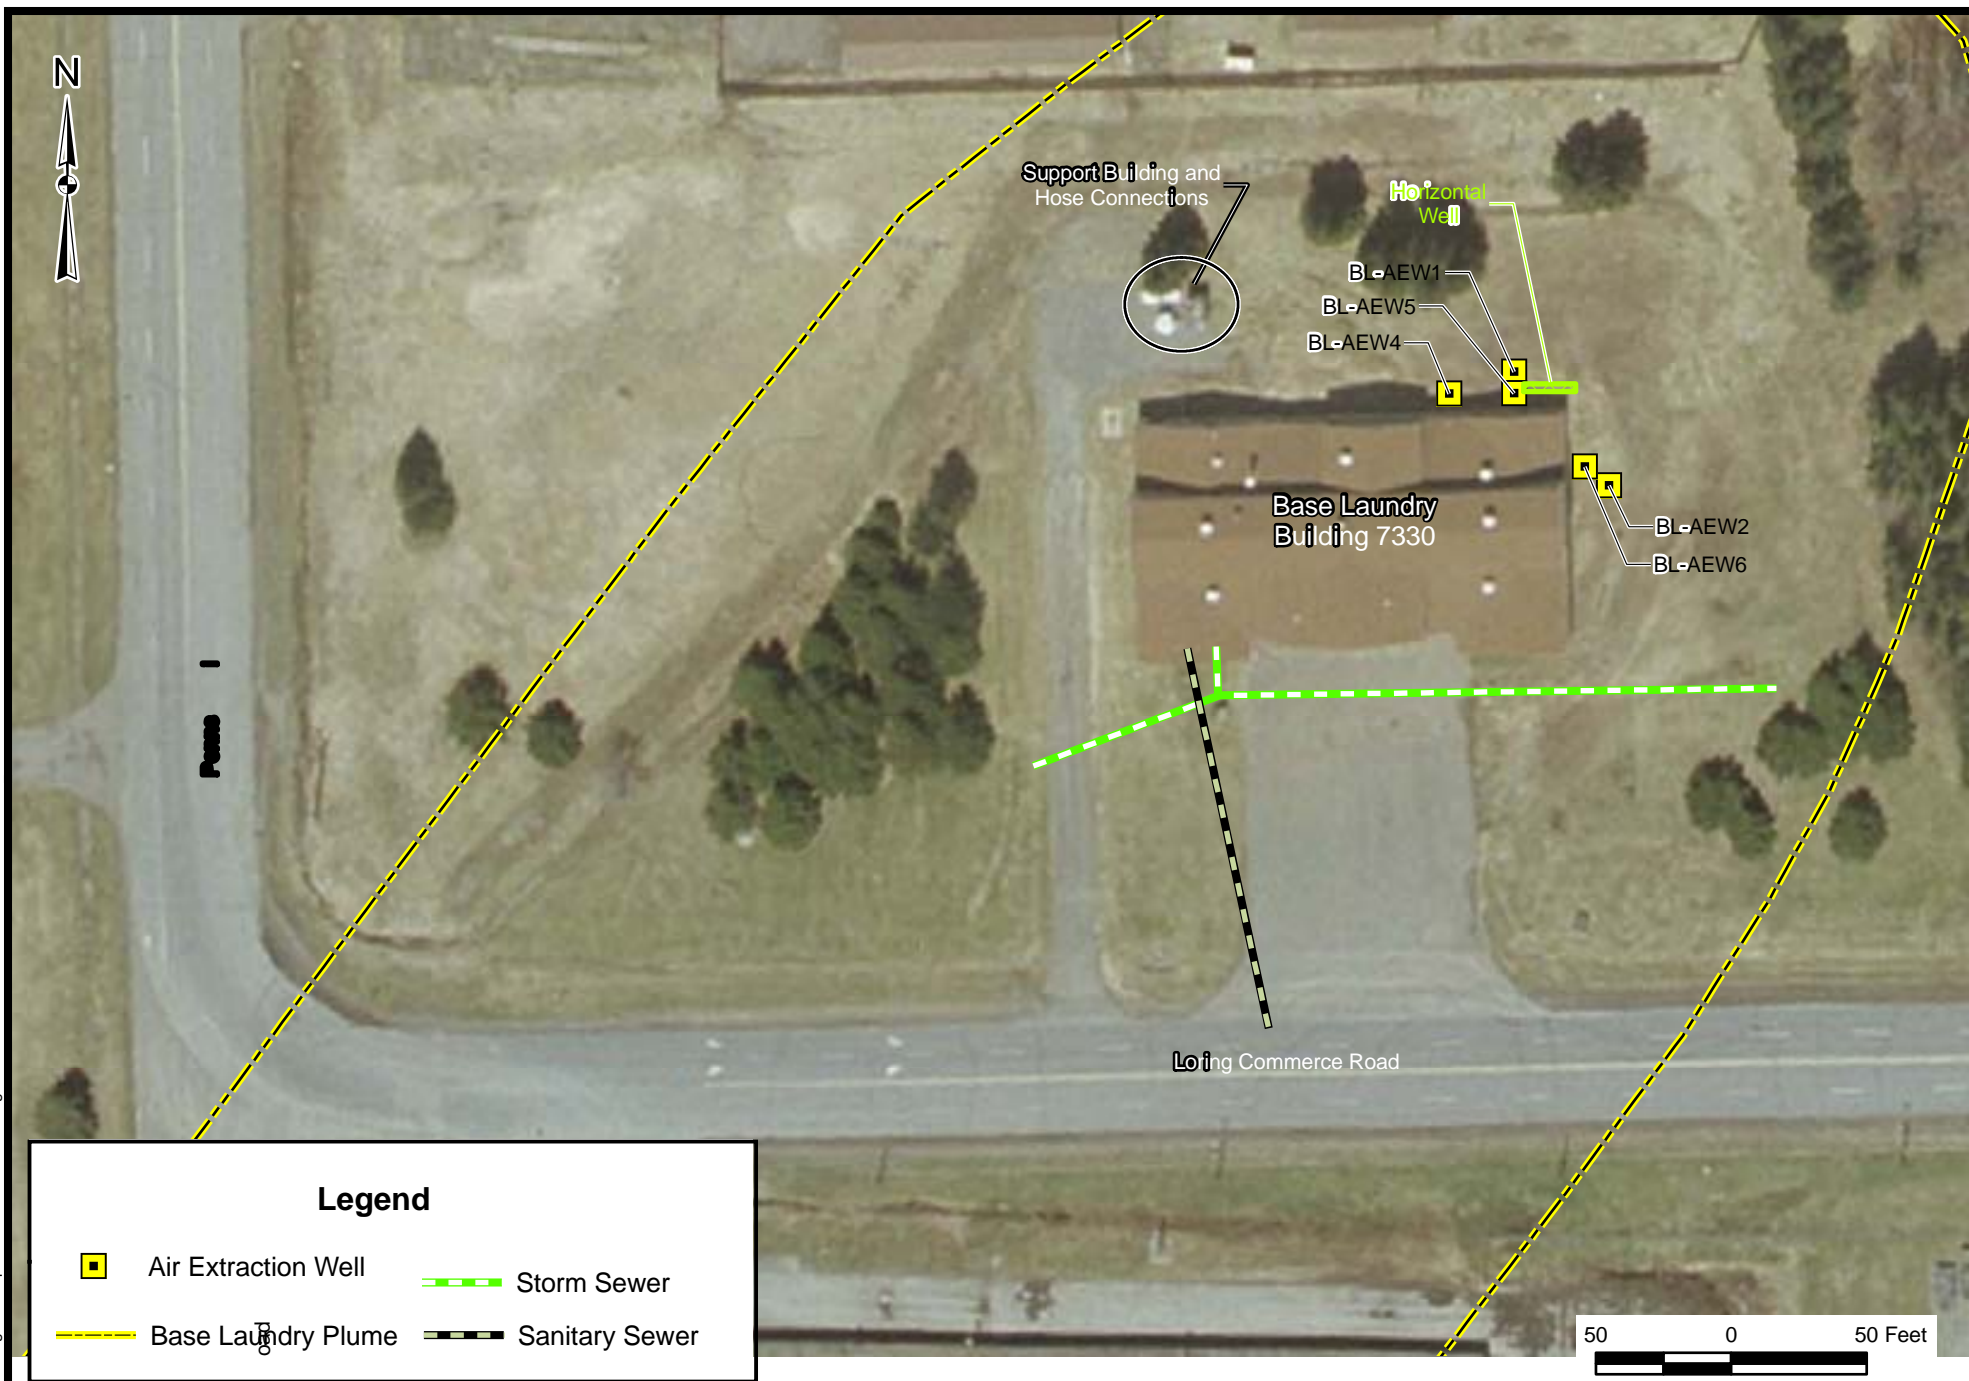 N
Support Building and
Hose Connections
Horizontal
Well
BL-AEW1
BL-AEW5
BL-AEW4
Base Laundry
Building 7330
BL-AEW2
BL-AEW6
Loring Commerce Road
Legend
Air Extraction Well
Storm Sewer
Base Laundry Plume
Sanitary Sewer
50 0 50 Feet